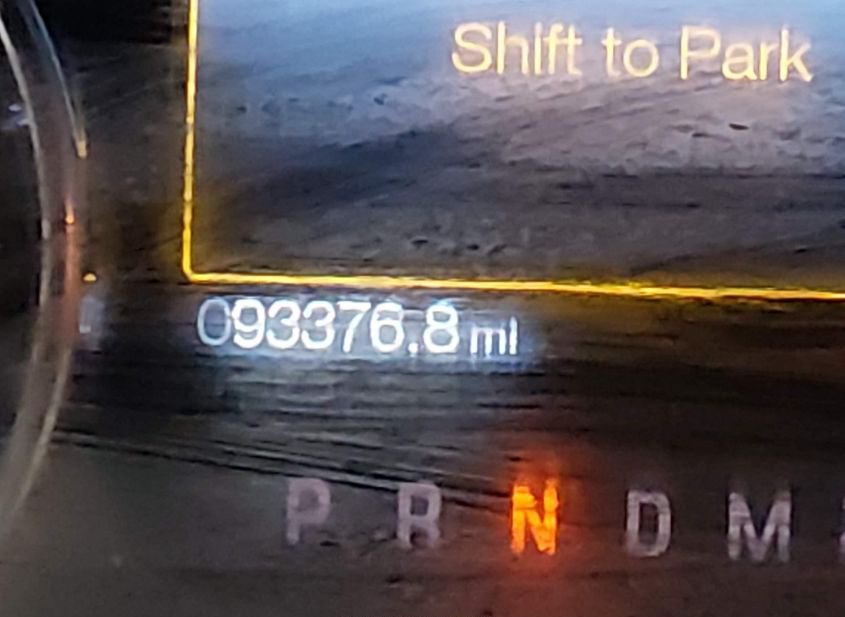 Shift to Park
093376.8 mi
P R N D M